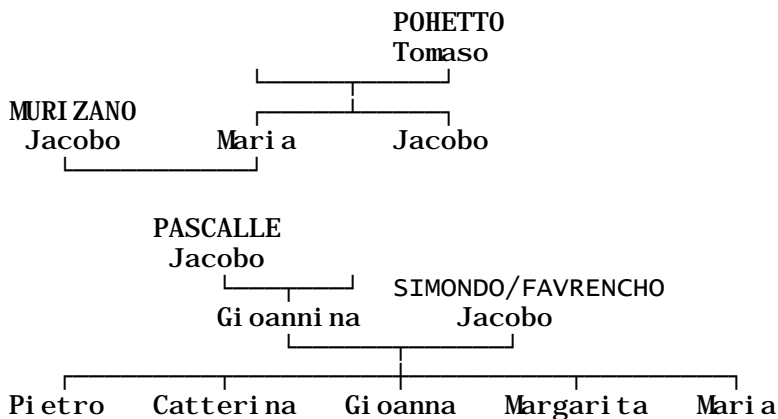 POHETTO
Tomaso
MURIZANO
Jacobo Maria Jacobo
PASCALLE
Jacobo
SIMONDO/FAVRENCHO
Gioannina Jacobo
Pietro Catterina Gioanna Margarita Maria